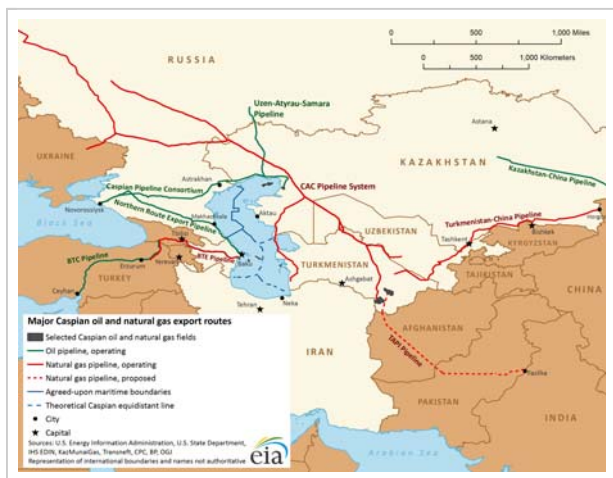 0 500 1,000 Miles
0 500 1,000 Kilometers
RUSSIA
Uzen-Atyrau-Samara
Pipeline
Astana
UKRAINE
KAZAKHSTAN
Kazakhstan-China Pipeline
Astrakhan
Caspian Pipeline Consortium
CAC Pipeline System
Novorossiysk
Northern Route Export Pipeline
Makhachkala
Aktau
Turkmenistan-China Pipeline
Black Sea
UZBEKISTAN
Bishkek
Tashkent
KYRGYZSTAN
Tbilisi
BTC Pipeline
BTE Pipeline
Baku
Erzurum
Yerevan
TURKMENISTAN
TAJIKISTAN
CHINA
TURKEY
Ashgabat
Ceyhan
Tehran
Neka
Major Caspian oil and natural gas export routes
Selected Caspian oil and natural gas fields
Oil pipeline, operating
Natural gas pipeline, operating
Natural gas pipeline, proposed
Agreed-upon maritime boundaries
Theoretical Caspian equidistant line
City
Capital
Sources: U.S. Energy Information Administration, U.S. State Department,
IHS EDIN, KazMunaiGas, Transneft, CPC, BP, OGJ
Representation of international boundaries and names not authoritative
eia
IRAN
AFGHANISTAN
TAPI Pipeline
Fazilka
PAKISTAN
INDIA
Arabian Sea